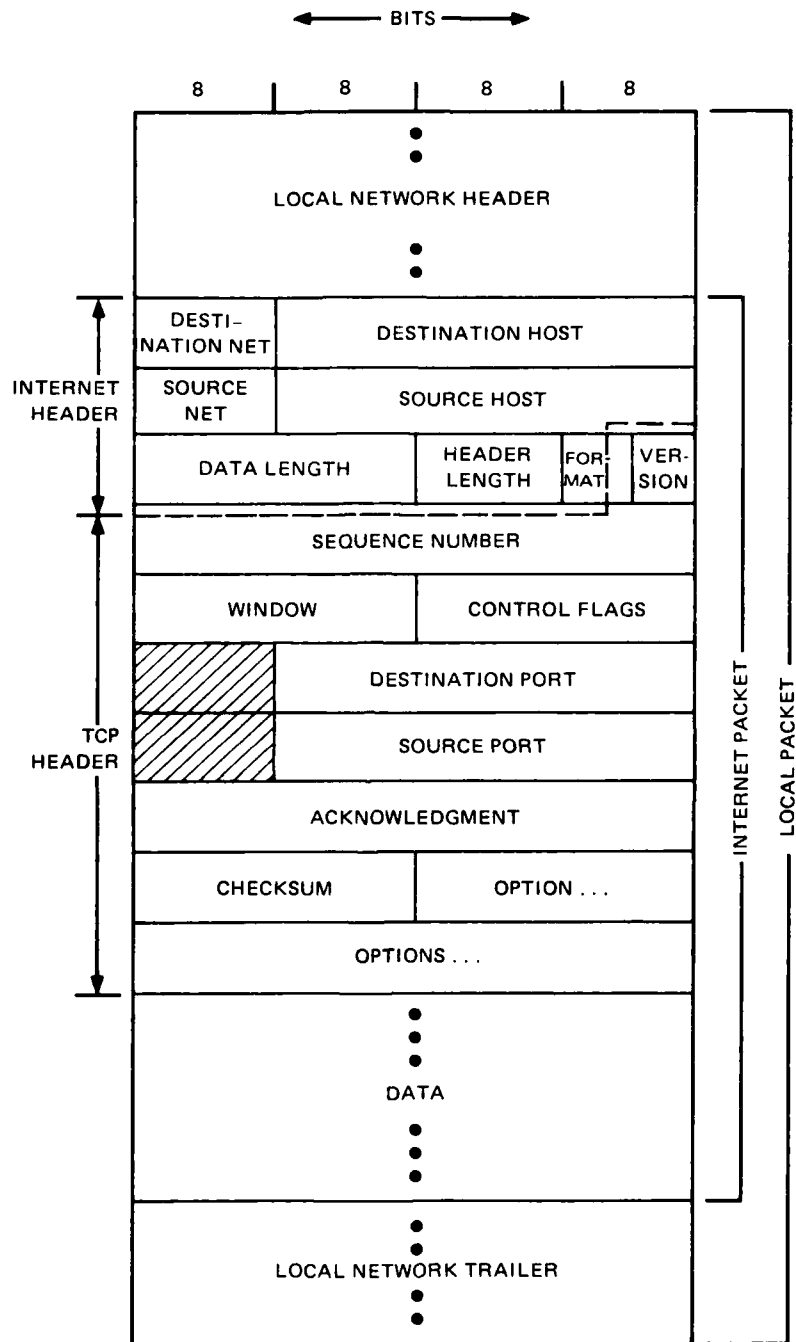 BITS
8 8 8 8
LOCAL NETWORK HEADER
DESTI-
NATION NET
DESTINATION HOST
INTERNET
HEADER
SOURCE
NET
SOURCE HOST
DATA LENGTH
HEADER
LENGTH
FOR-
MAT
VER-
SION
SEQUENCE NUMBER
WINDOW
CONTROL FLAGS
DESTINATION PORT
TCP
HEADER
SOURCE PORT
ACKNOWLEDGMENT
CHECKSUM
OPTION . . .
OPTIONS . . .
DATA
LOCAL NETWORK TRAILER
INTERNET PACKET
LOCAL PACKET